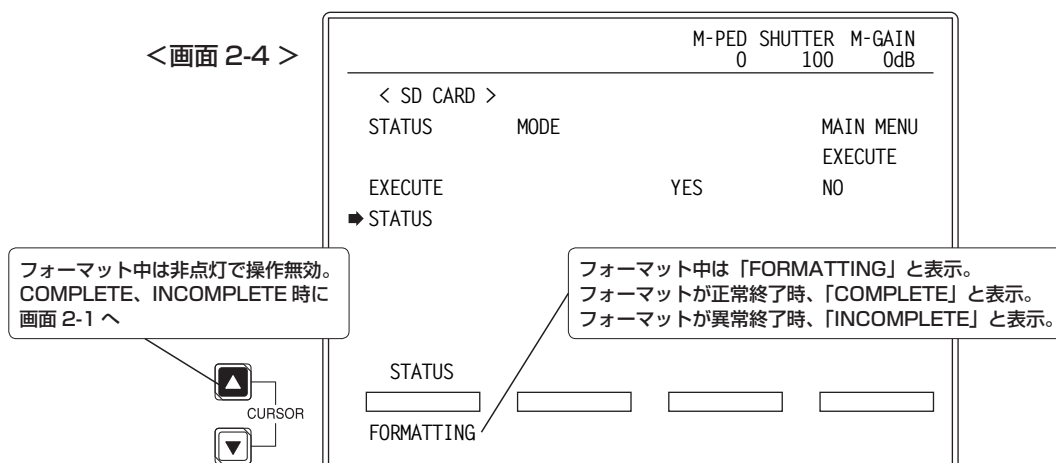 ＜画面 2-4 ＞
M-PED SHUTTER M-GAIN
0 100 0dB
< SD CARD >
STATUS MODE MAIN MENU
EXECUTE
EXECUTE YES NO
➡ STATUS
フォーマット中は非点灯で操作無効。
COMPLETE、INCOMPLETE 時に
画面 2-1 へ
フォーマット中は「FORMATTING」と表示。
フォーマットが正常終了時、「COMPLETE」と表示。
フォーマットが異常終了時、「INCOMPLETE」と表示。
STATUS
CURSOR
FORMATTING